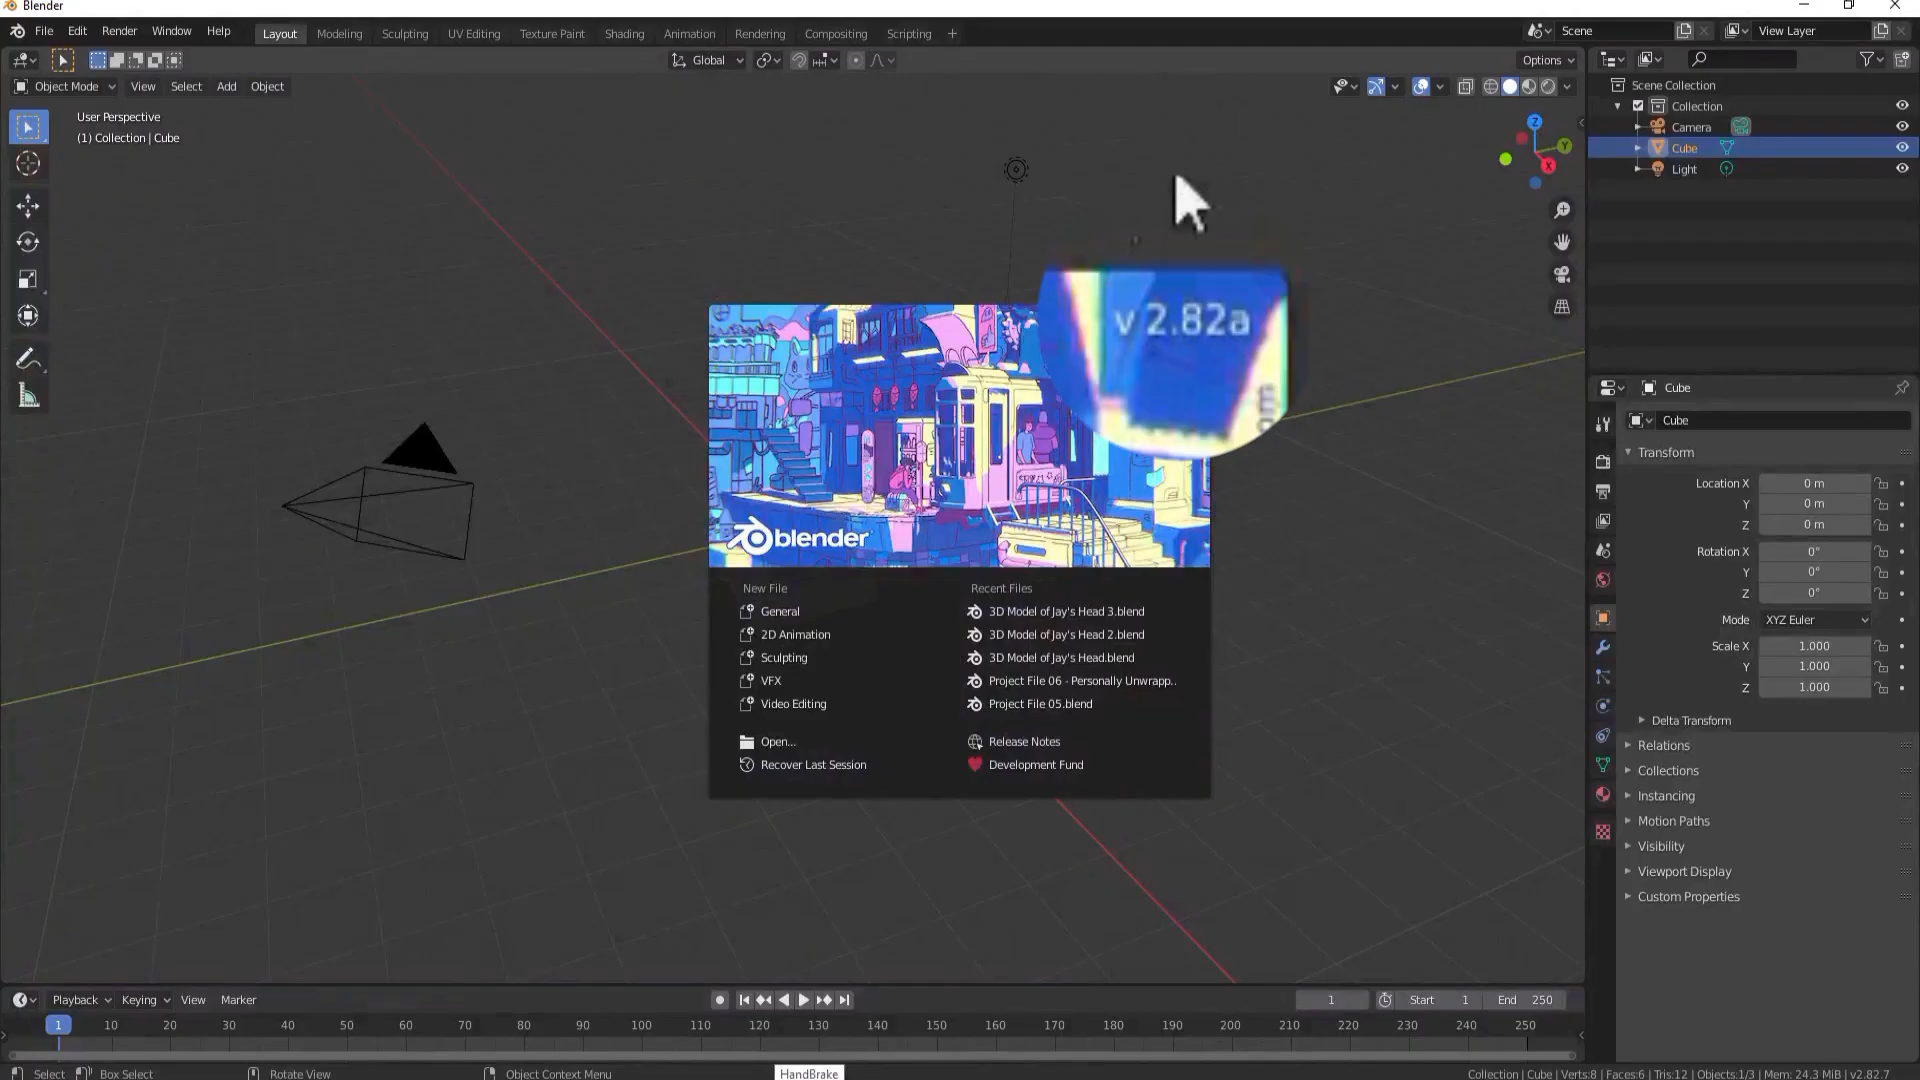 Blender
File Edit Render Window Help Layout Modeling Sculpting UV Editing Texture Paint Shading Animation Rendering Compositing Scripting + Scene View Layer
Global Options
Object Mode View Select Add Object
User Perspective
(1) Collection | Cube
Z
Y
X
Scene Collection
Collection
Camera
Cube
Light
v 2.82a
blender
New File
General
2D Animation
Sculpting
VFX
Video Editing
Open...
Recover Last Session
Recent Files
3D Model of Jay's Head 3.blend
3D Model of Jay's Head 2.blend
3D Model of Jay's Head.blend
Project File 06 - Personally Unwrapp..
Project File 05.blend
Release Notes
Development Fund
Cube
Cube
Transform
Location X 0 m
Y 0 m
Z 0 m
Rotation X 0°
Y 0°
Z 0°
Mode XYZ Euler
Scale X 1.000
Y 1.000
Z 1.000
Delta Transform
Relations
Collections
Instancing
Motion Paths
Visibility
Viewport Display
Custom Properties
Playback Keying View Marker 1 Start 1 End 250
1 10 20 30 40 50 60 70 80 90 100 110 120 130 140 150 160 170 180 190 200 210 220 230 240 250
Select Box Select Rotate View Object Context Menu HandBrake Collection | Cube | Verts:8 | Faces:6 | Tris:12 | Objects:1/3 | Mem: 24.3 MiB | v2.82.7